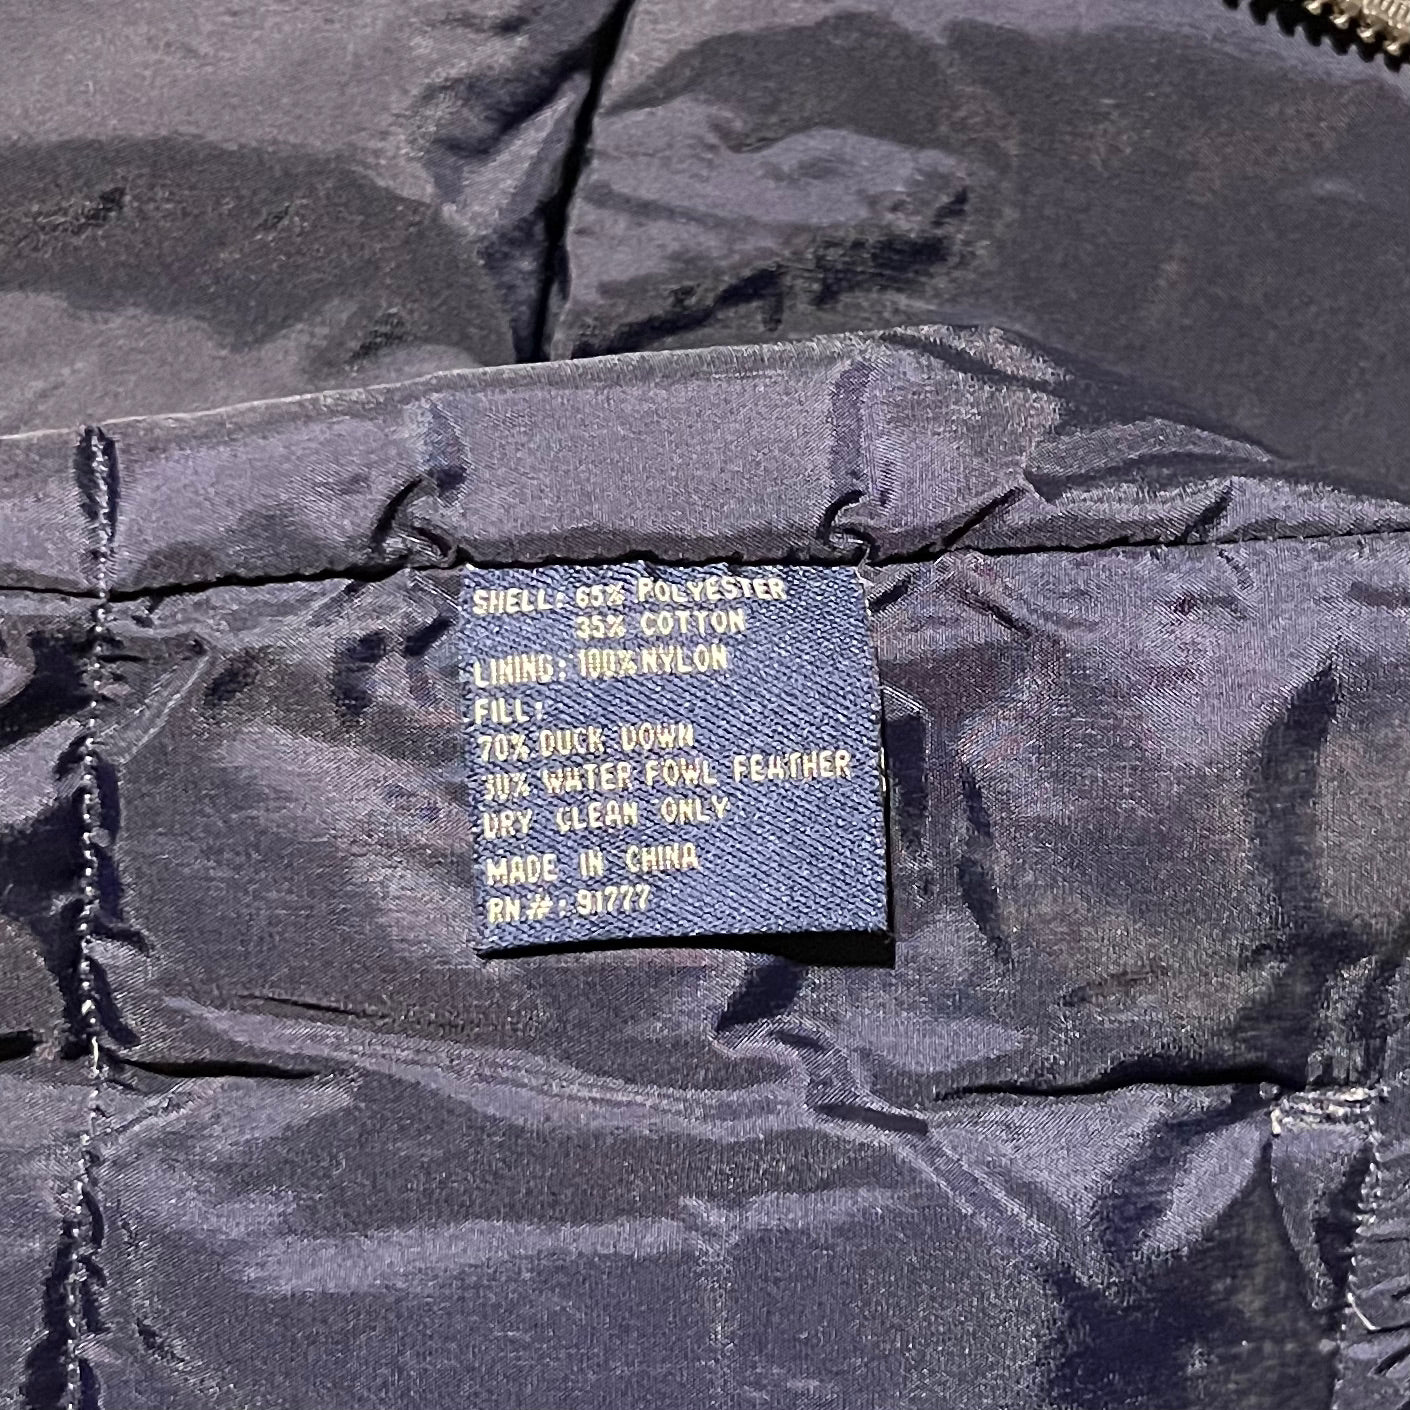 SHELL: 65% POLYESTER
35% COTTON
LINING: 100% NYLON
FILL:
70% DUCK DOWN
30% WATER FOWL FEATHER
DRY CLEAN ONLY
MADE IN CHINA
RN#: 91777